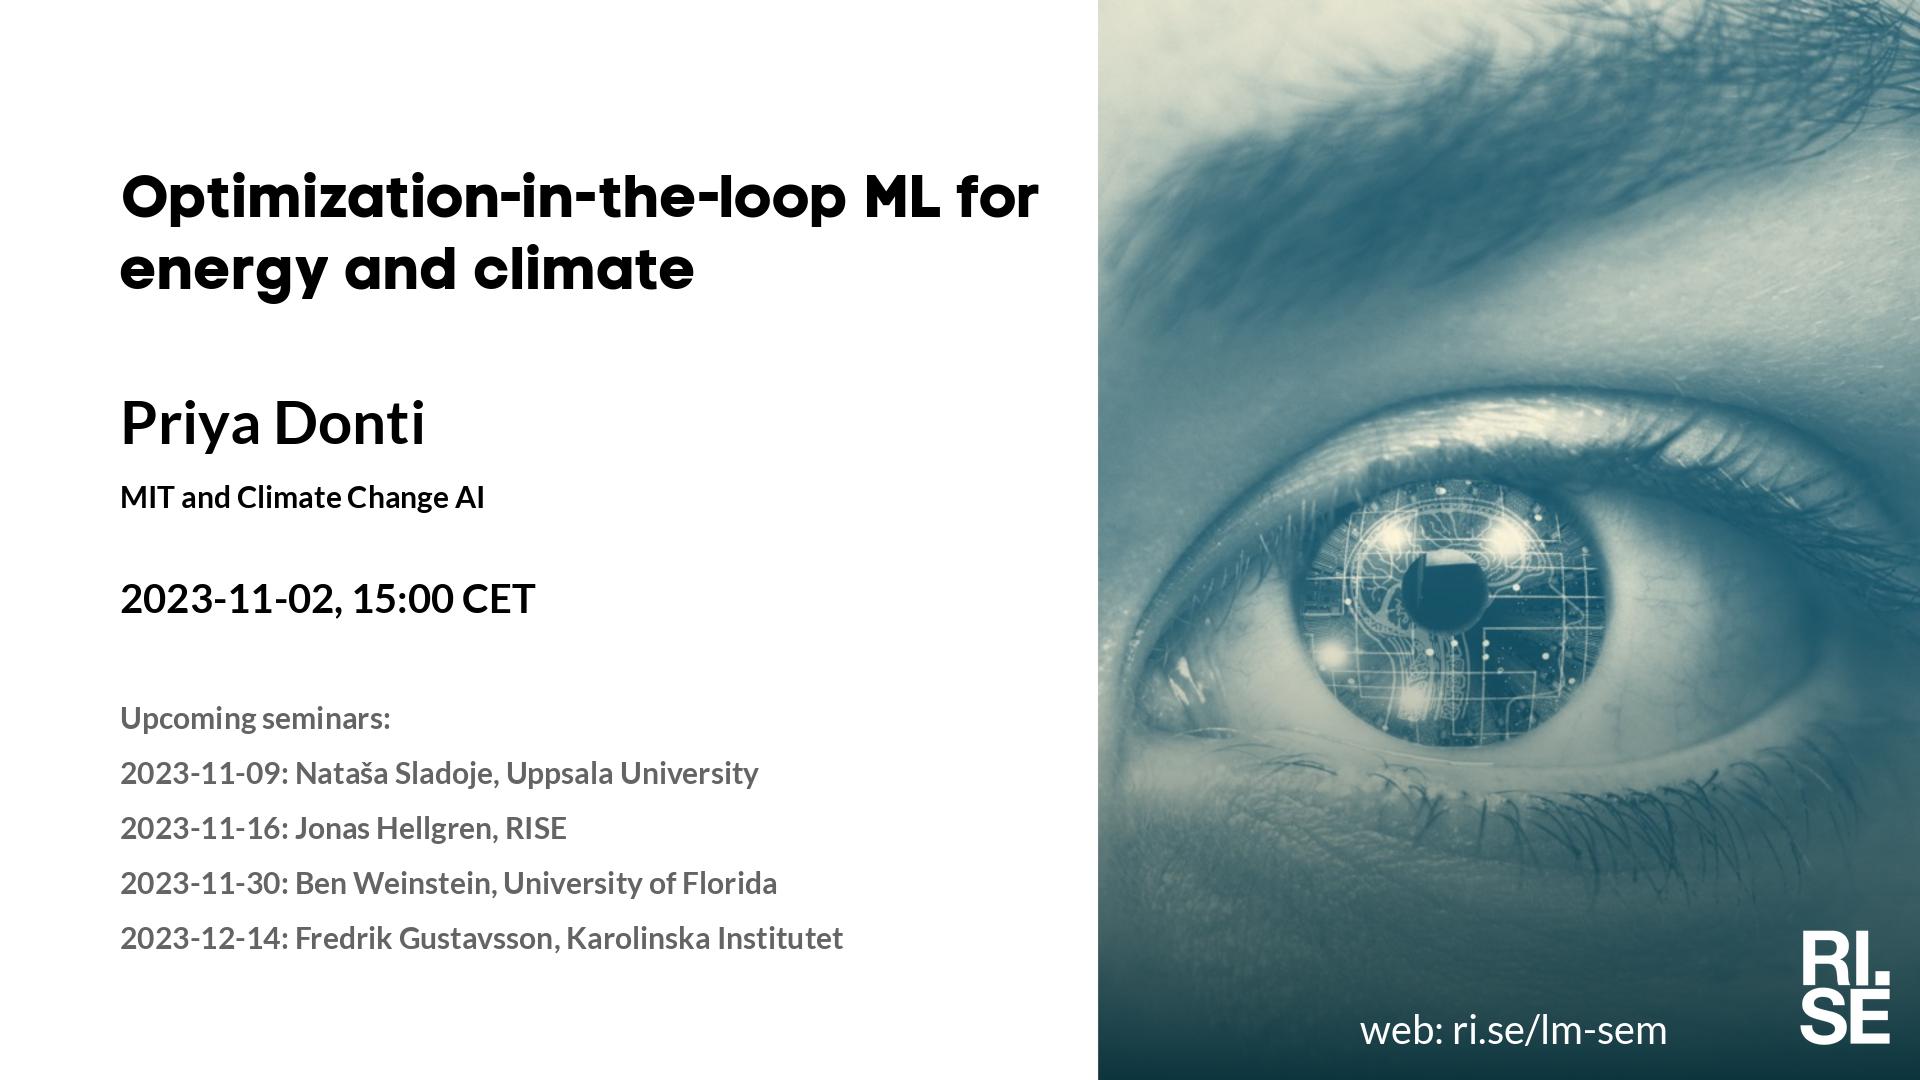 Optimization-in-the-loop ML for
energy and climate
Priya Donti
MIT and Climate Change AI
2023-11-02, 15:00 CET
Upcoming seminars:
2023-11-09: Nataša Sladoje, Uppsala University
2023-11-16: Jonas Hellgren, RISE
2023-11-30: Ben Weinstein, University of Florida
2023-12-14: Fredrik Gustavsson, Karolinska Institutet
web: ri.se/lm-sem
RI.
SE